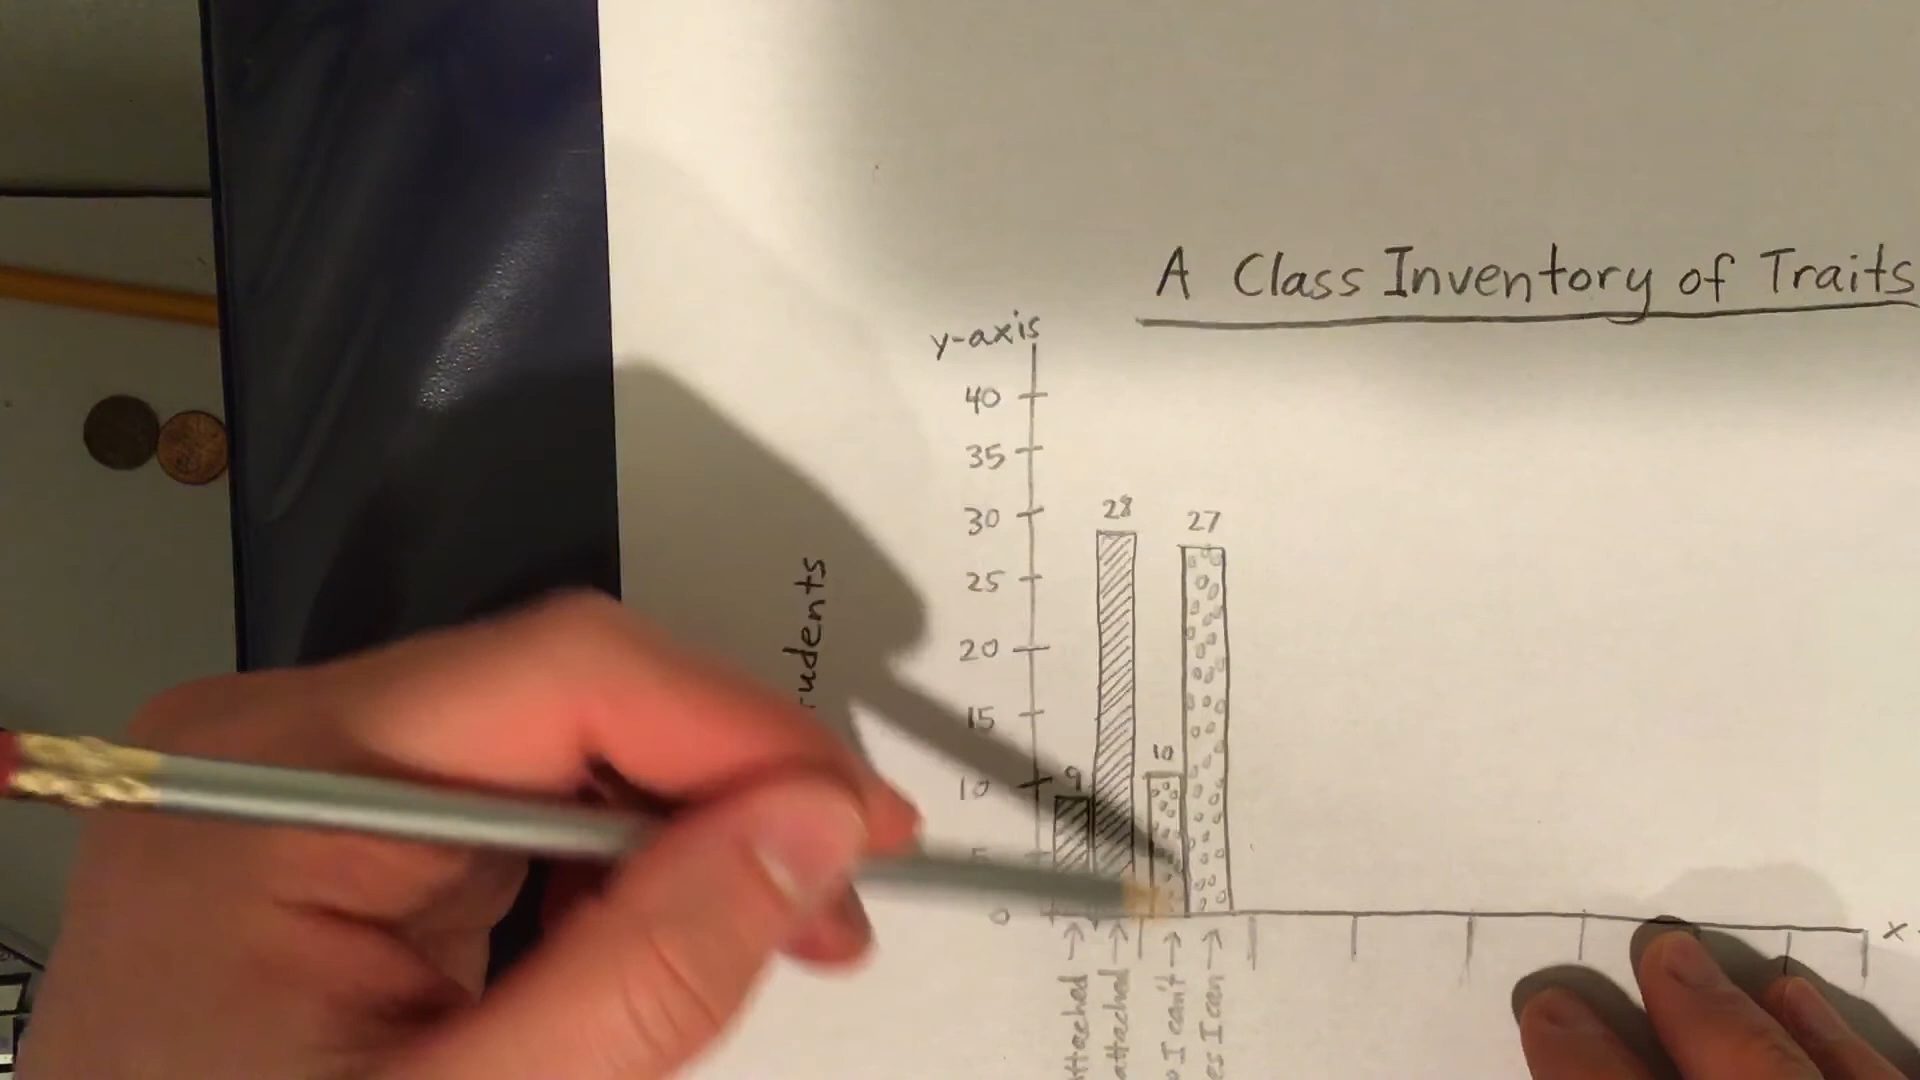 A Class Inventory of Traits
y-axis
40
35
30
25
20
15
10
5
0
28
27
10
9
x
attached →
I can't →
I can →